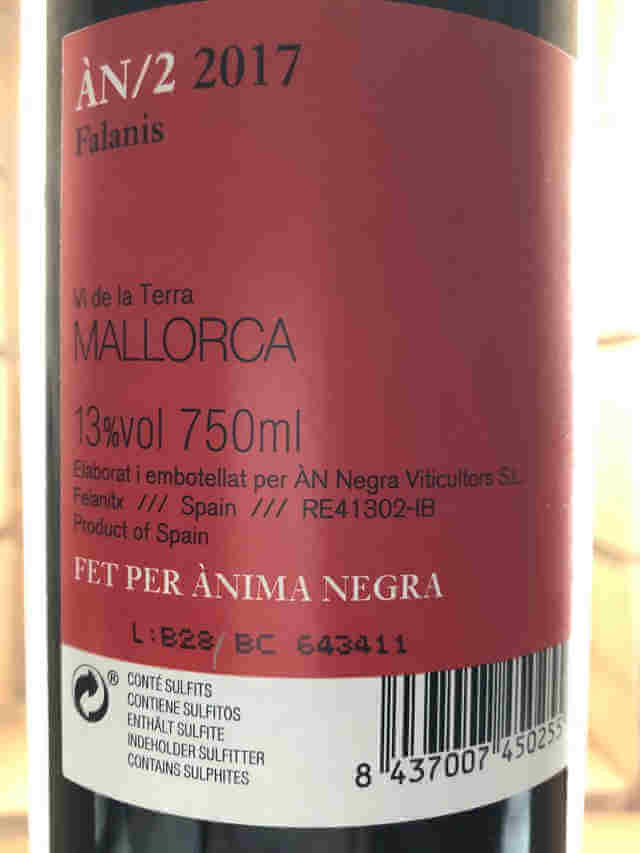 ÀN/2 2017
Falanis
Vi de la Terra
MALLORCA
13%vol 750ml
Elaborat i embotellat per ÀN Negra Viticultors S.L.
Felanitx /// Spain /// RE41302-IB
Product of Spain
FET PER ÀNIMA NEGRA
L:B28/ BC 643411
®
CONTÉ SULFITS
CONTIENE SULFITOS
ENTHÄLT SULFITE
INDEHOLDER SULFITTER
CONTAINS SULPHITES
8 437007 450255